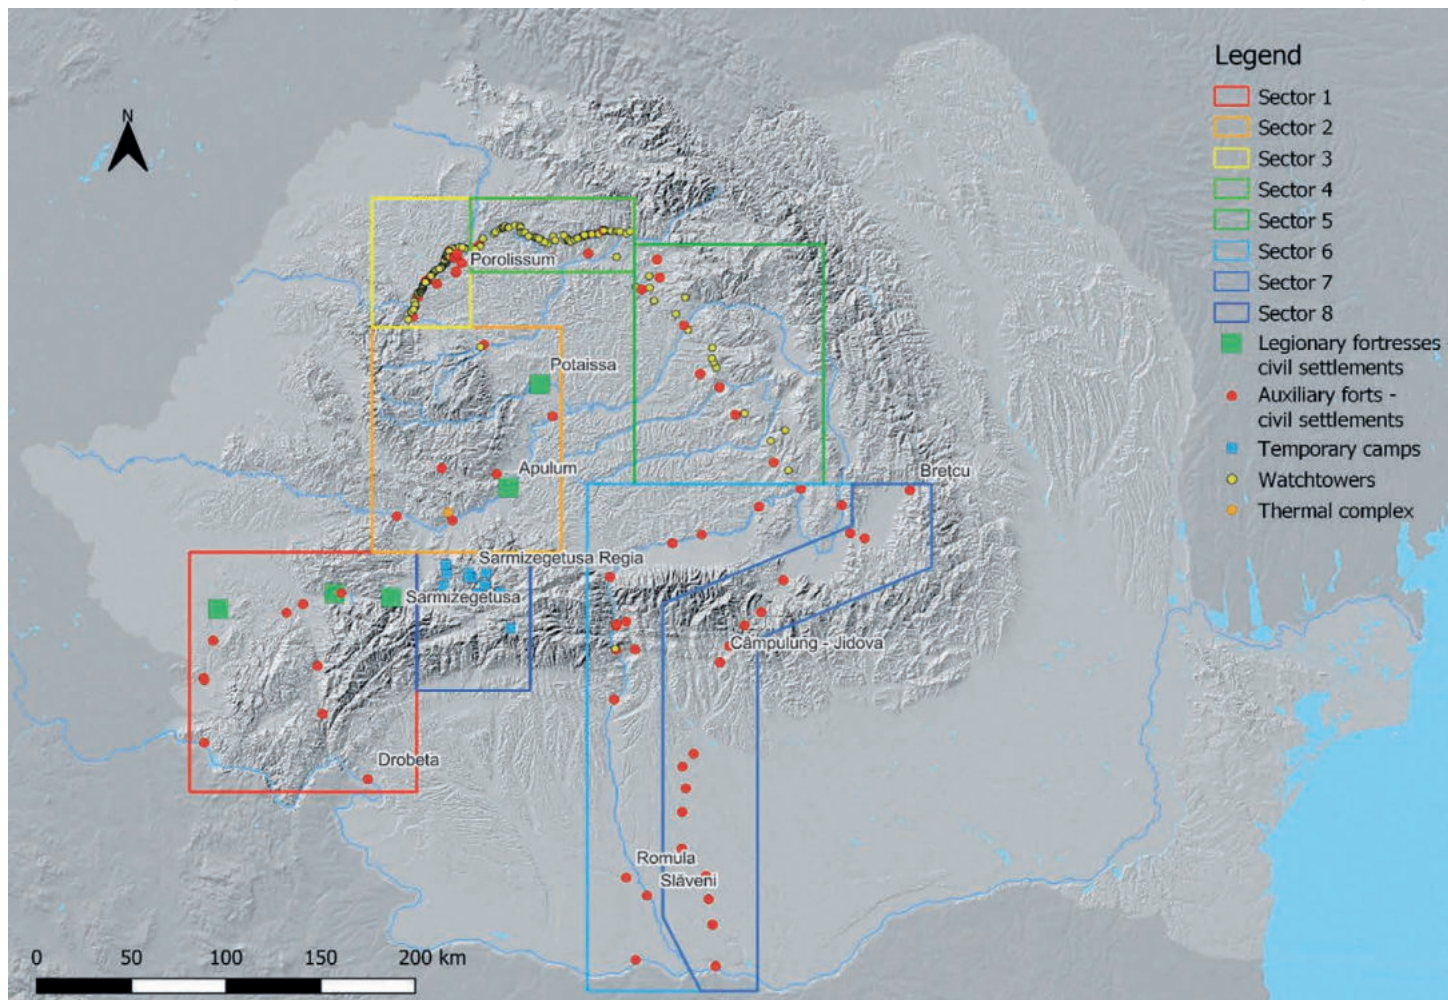 Legend
Sector 1
Sector 2
Sector 3
Sector 4
Sector 5
Sector 6
Sector 7
Sector 8
Legionary fortresses
civil settlements
Auxiliary forts -
civil settlements
Temporary camps
Watchtowers
Thermal complex
N
Porolissum
Potaissa
Apulum
Brețcu
Sarmizegetusa Regia
Sarmizegetusa
Câmpulung - Jidova
Drobeta
Romula
Slăveni
0 50 100 150 200 km